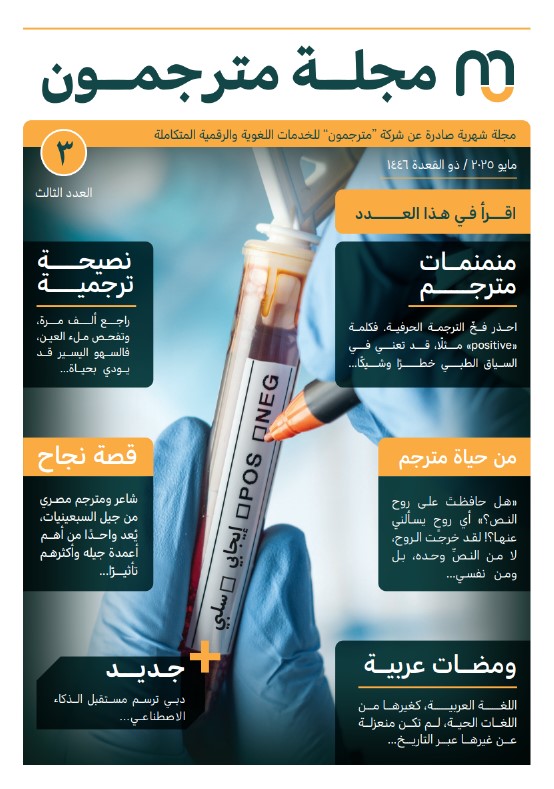 مجلة مترجمون
مجلة شهرية صادرة عن شركة "مترجمون" للخدمات اللغوية والرقمية المتكاملة
٣
العدد الثالث
مايو ٢٠٢٥ / ذو القعدة ١٤٤٦
اقرأ في هذا العدد
منمنمات
مترجم
احذر فخّ الترجمة الحرفية. فكلمة
«positive» مثلًا، قد تعني في
السياق الطبي خطرًا وشيكًا...
نصيحة
ترجمية
راجع ألف مرة،
وتفحص ملء العين،
فالسهو اليسير قد
يودي بحياة...
من حياة مترجم
«هل حافظتَ على روح
النص؟» أي روحٍ يسألني
عنها؟! لقد خرجت الروح،
لا من النصّ وحده، بل
ومن نفسي...
قصة نجاح
شاعر ومترجم مصري
من جيل السبعينيات،
يُعد واحدًا من أهم
أعمدة جيله وأكثرهم
تأثيرًا...
ومضات عربية
اللغة العربية، كغيرها من
اللغات الحية، لم تكن منعزلة
عن غيرها عبر التاريخ...
جديد
دبي ترسم مستقبل الذكاء
الاصطناعي...
POS NEG
سلبي إيجابي